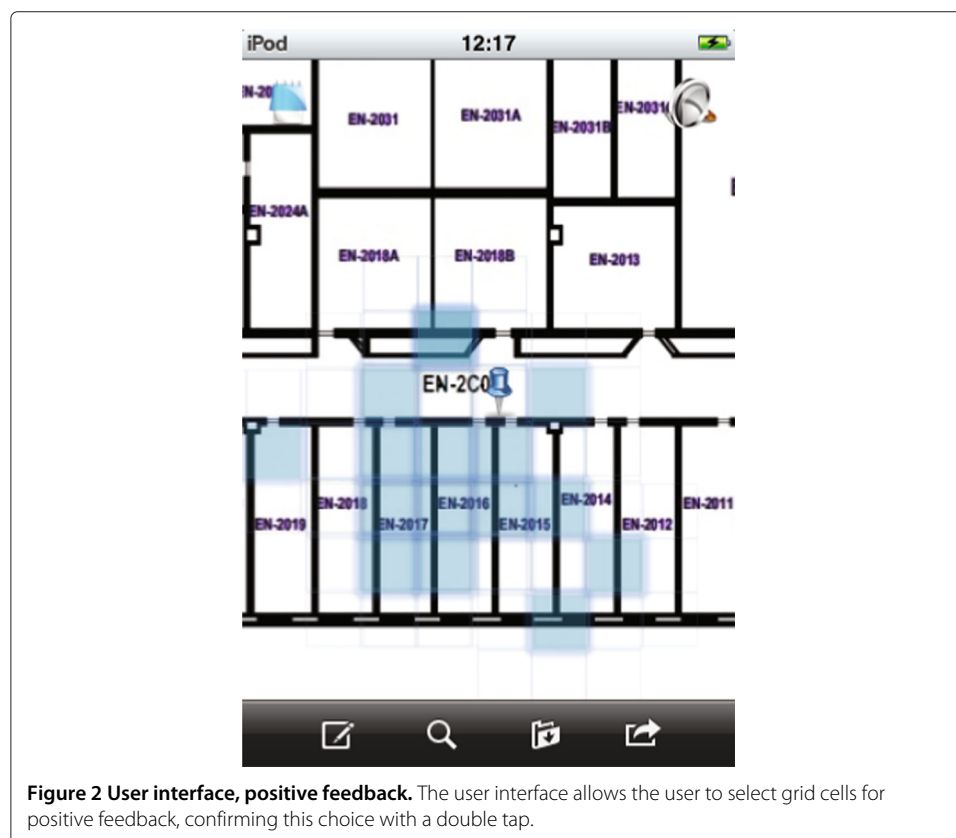 iPod 12:17
EN-2031 EN-2031A EN-2031B
EN-2024A
EN-2018A EN-2018B EN-2013
EN-2C0
EN-2019 EN-2018 EN-2017 EN-2016 EN-2015 EN-2014 EN-2012 EN-2011
Figure 2 User interface, positive feedback. The user interface allows the user to select grid cells for
positive feedback, confirming this choice with a double tap.